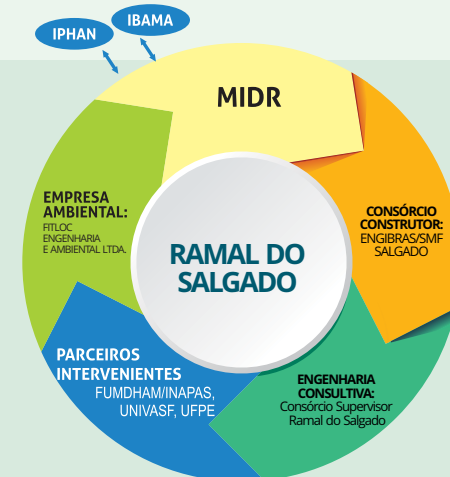 IPHAN
IBAMA
MIDR
EMPRESA
AMBIENTAL:
FITLOC
ENGENHARIA
E AMBIENTAL LTDA.
CONSÓRCIO
CONSTRUTOR:
ENGIBRAS/SMF
SALGADO
RAMAL DO
SALGADO
PARCEIROS
INTERVENIENTES
FUMDHAM/INAPAS,
UNIVASF, UFPE
ENGENHARIA
CONSULTIVA:
Consórcio Supervisor
Ramal do Salgado